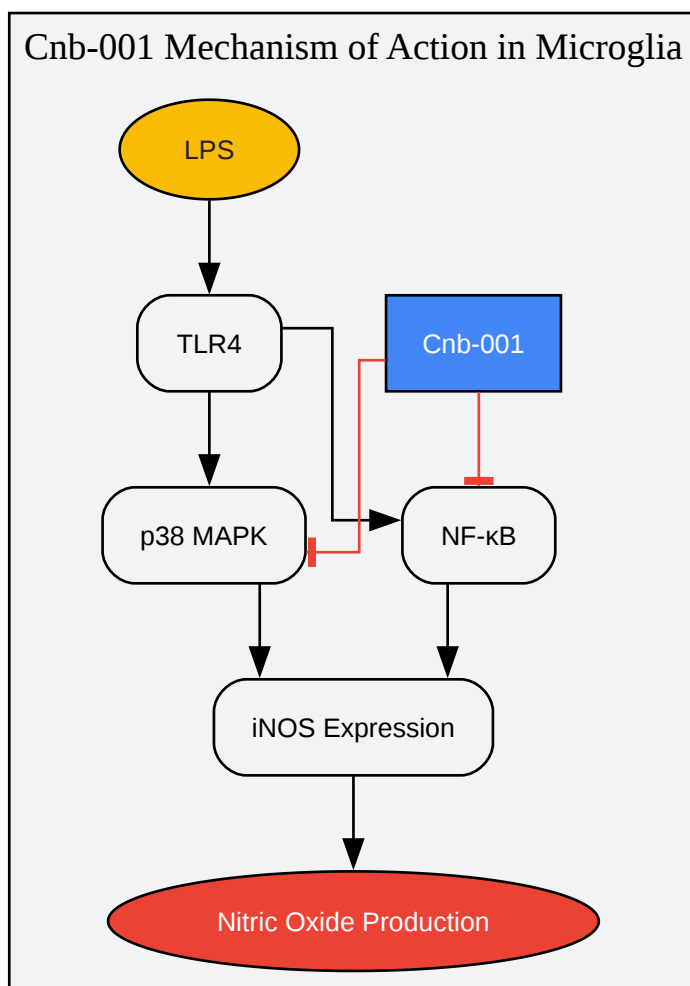 Cnb-001 Mechanism of Action in Microglia
LPS
TLR4
Cnb-001
p38 MAPK
NF-κB
iNOS Expression
Nitric Oxide Production